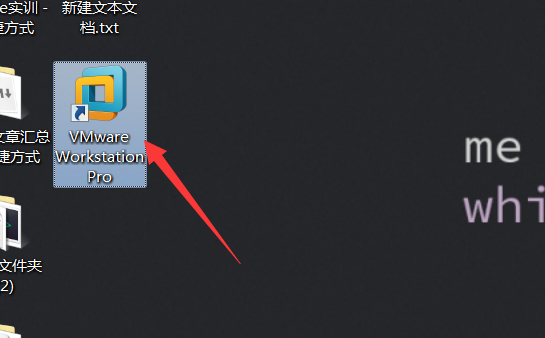 e实训 -
捷方式
新建文本文
档.txt
VMware
Workstation
Pro
文章汇总
捷方式
文件夹
2)
me
whi